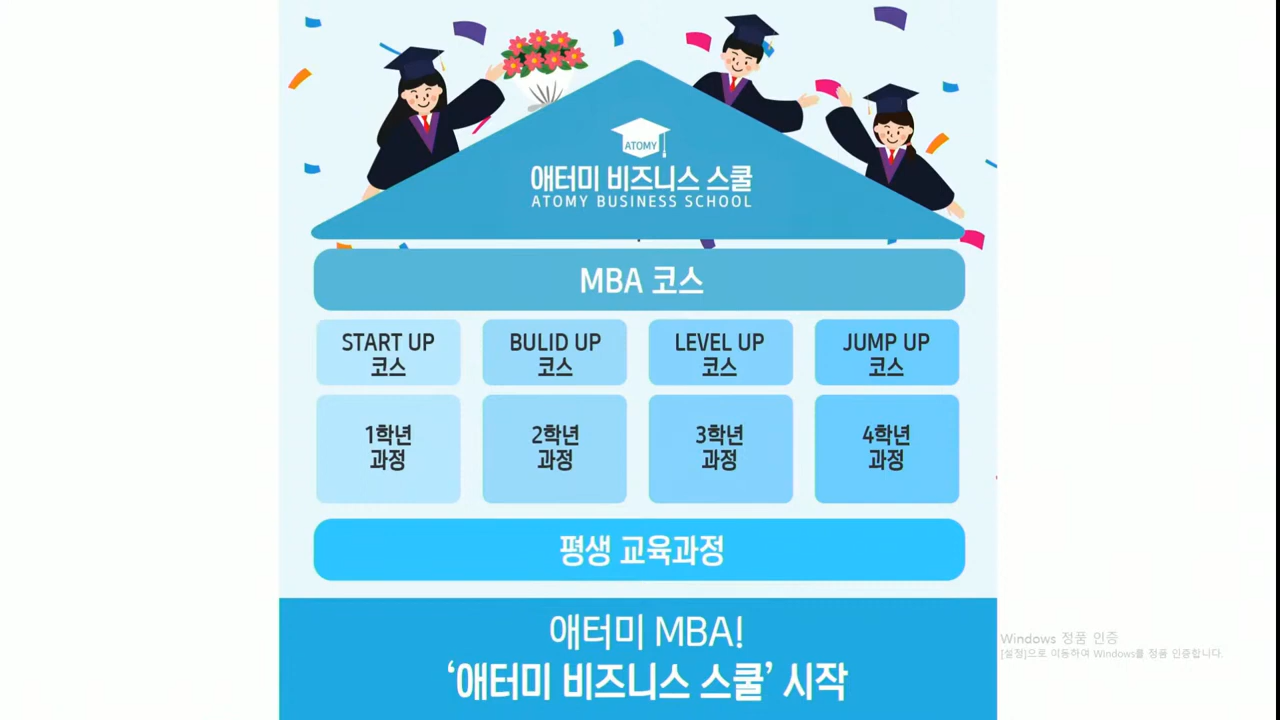 ATOMY
애터미 비즈니스 스쿨
ATOMY BUSINESS SCHOOL
MBA 코스
START UP
코스
BULID UP
코스
LEVEL UP
코스
JUMP UP
코스
1학년
과정
2학년
과정
3학년
과정
4학년
과정
평생 교육과정
애터미 MBA!
‘애터미 비즈니스 스쿨’ 시작
Windows 정품 인증
[설정]으로 이동하여 Windows를 정품 인증합니다.